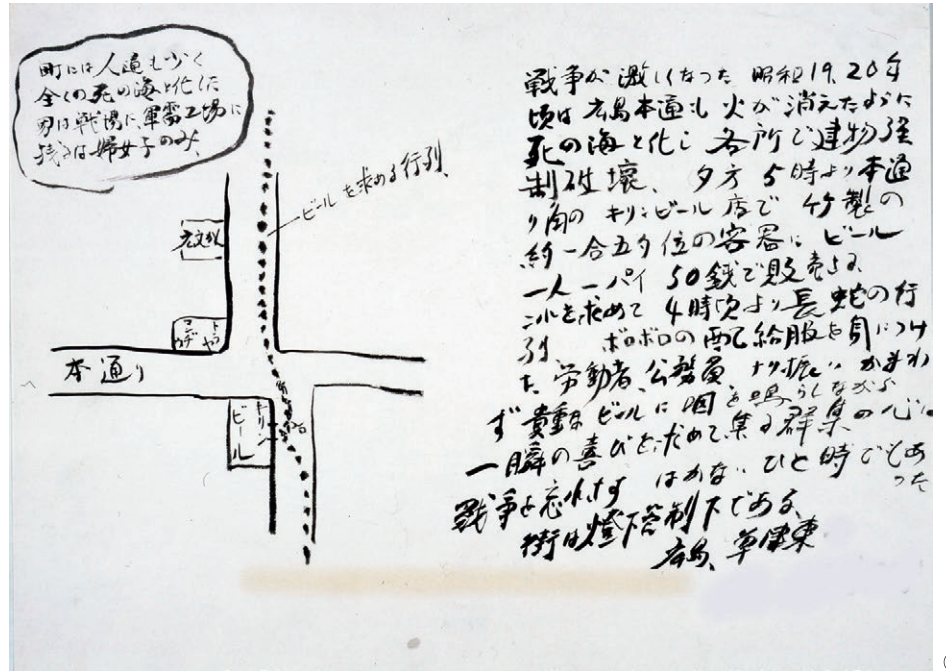 町には人通も少く
全くの死の海と化した
男は戦場に、軍需工場に
残るは婦女子のみ、
ビールを求める行列
本通り
キリン
ビール
戦争が激しくなった 昭和19.20年
頃は 広島本通も 火が消えたように
死の海と化し 各所で建物強
制破壊、 夕方 5時より本通
り角の キリンビール店で 竹製の
約一合五勺位の容器に ビール
一人一パイ 50銭で販売する
これを求めて 4時頃より長蛇の行
列、 ボロボロの配給服を身につけ
た 労働者、公務員、 なり振いかまわ
ず 貴重なビールに咽を鳴らしながら
一瞬の喜びを求めて集る群集の心に
戦争を忘れさす はかないひと時でもあ
った
街は燈下管制下である、
広島、草津東